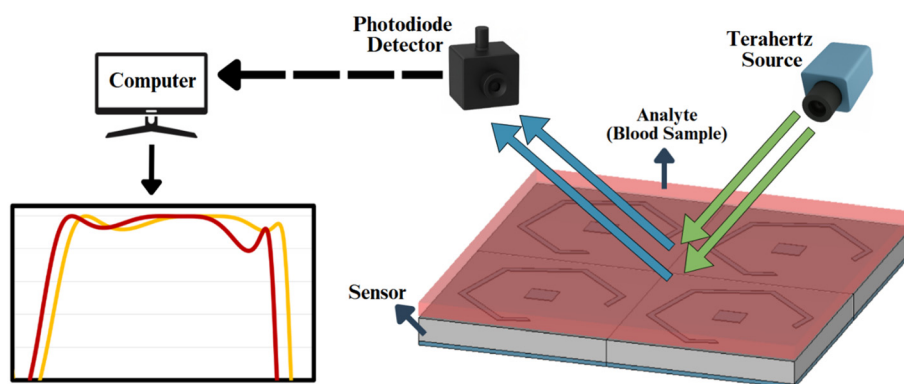 Photodiode
Detector
Terahertz
Source
Computer
Analyte
(Blood Sample)
Sensor